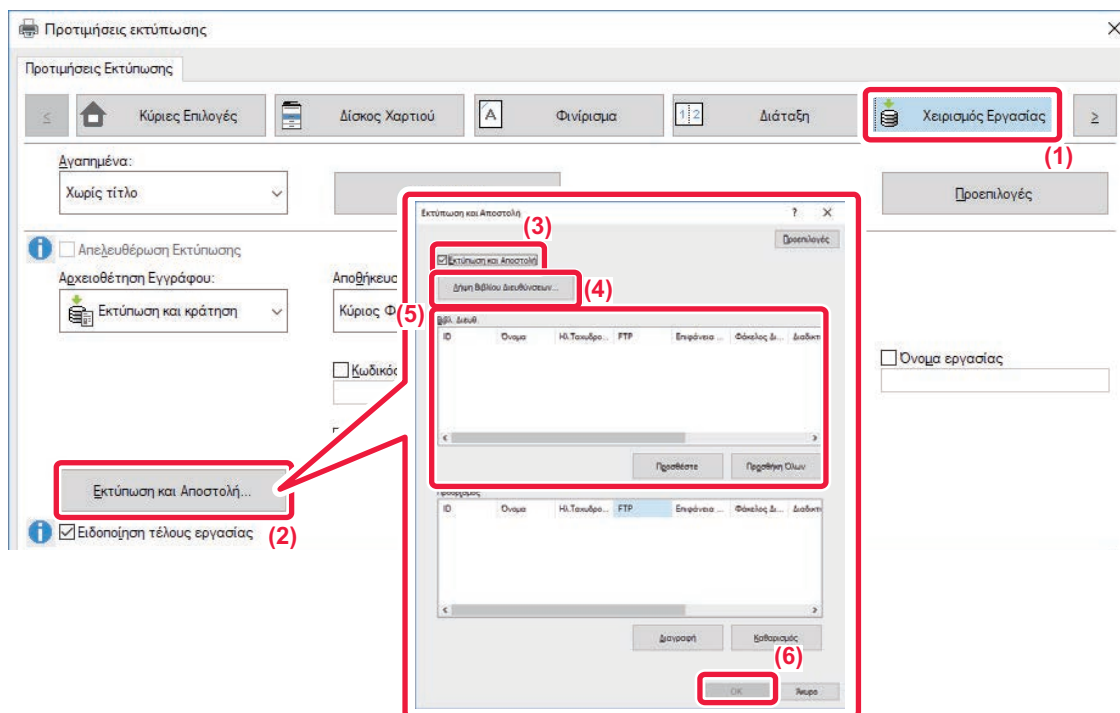 Προτιμήσεις εκτύπωσης
Προτιμήσεις Εκτύπωσης
< Κύριες Επιλογές Δίσκος Χαρτιού Φινίρισμα Διάταξη Χειρισμός Εργασίας >
(1)
Αγαπημένα:
Χωρίς τίτλο
Προεπιλογές
Απελευθέρωση Εκτύπωσης
Αρχειοθέτηση Εγγράφου:
Εκτύπωση και κράτηση
Αποθήκευσ
Κύριος Φ
Κωδικός
Όνομα εργασίας
Εκτύπωση και Αποστολή...
(2)
Ειδοποίηση τέλους εργασίας
Εκτύπωση και Αποστολή ?
Προεπιλογές
(3)
Εκτύπωση και Αποστολή
Λήψη Βιβλίου Διευθύνσεων...
(4)
(5)
Βιβλ. Διευθ.
ID Όνομα Ηλ.Ταχυδρο... FTP Επιφάνεια ... Φάκελος Δι... Διαδικτ
Προσθέστε Προσθήκη Όλων
Προορισμός
ID Όνομα Ηλ.Ταχυδρο... FTP Επιφάνεια ... Φάκελος Δι... Διαδικτ
Διαγραφή Καθαρισμός
(6)
OK Άκυρο